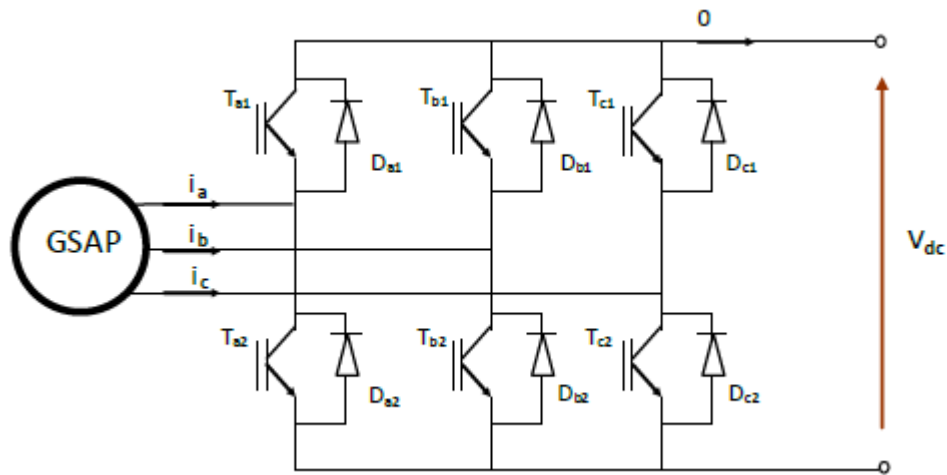 0
Ta1
Da1
Tb1
Db1
Tc1
Dc1
ia
GSAP
ib
ic
Vdc
Ta2
Da2
Tb2
Db2
Tc2
Dc2